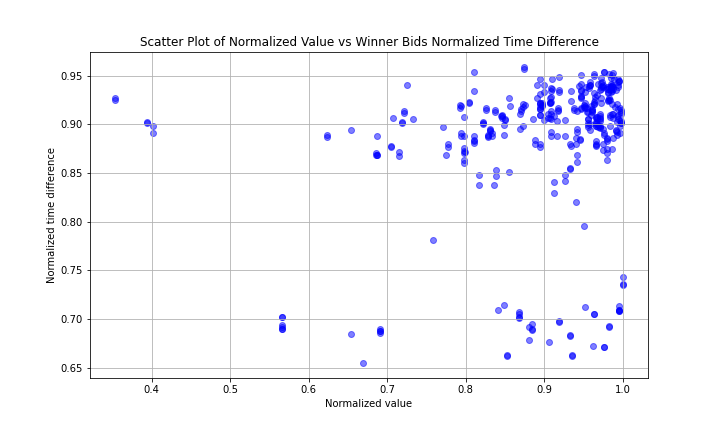 Scatter Plot of Normalized Value vs Winner Bids Normalized Time Difference
Normalized time difference
0.95
0.90
0.85
0.80
0.75
0.70
0.65
0.4 0.5 0.6 0.7 0.8 0.9 1.0
Normalized value